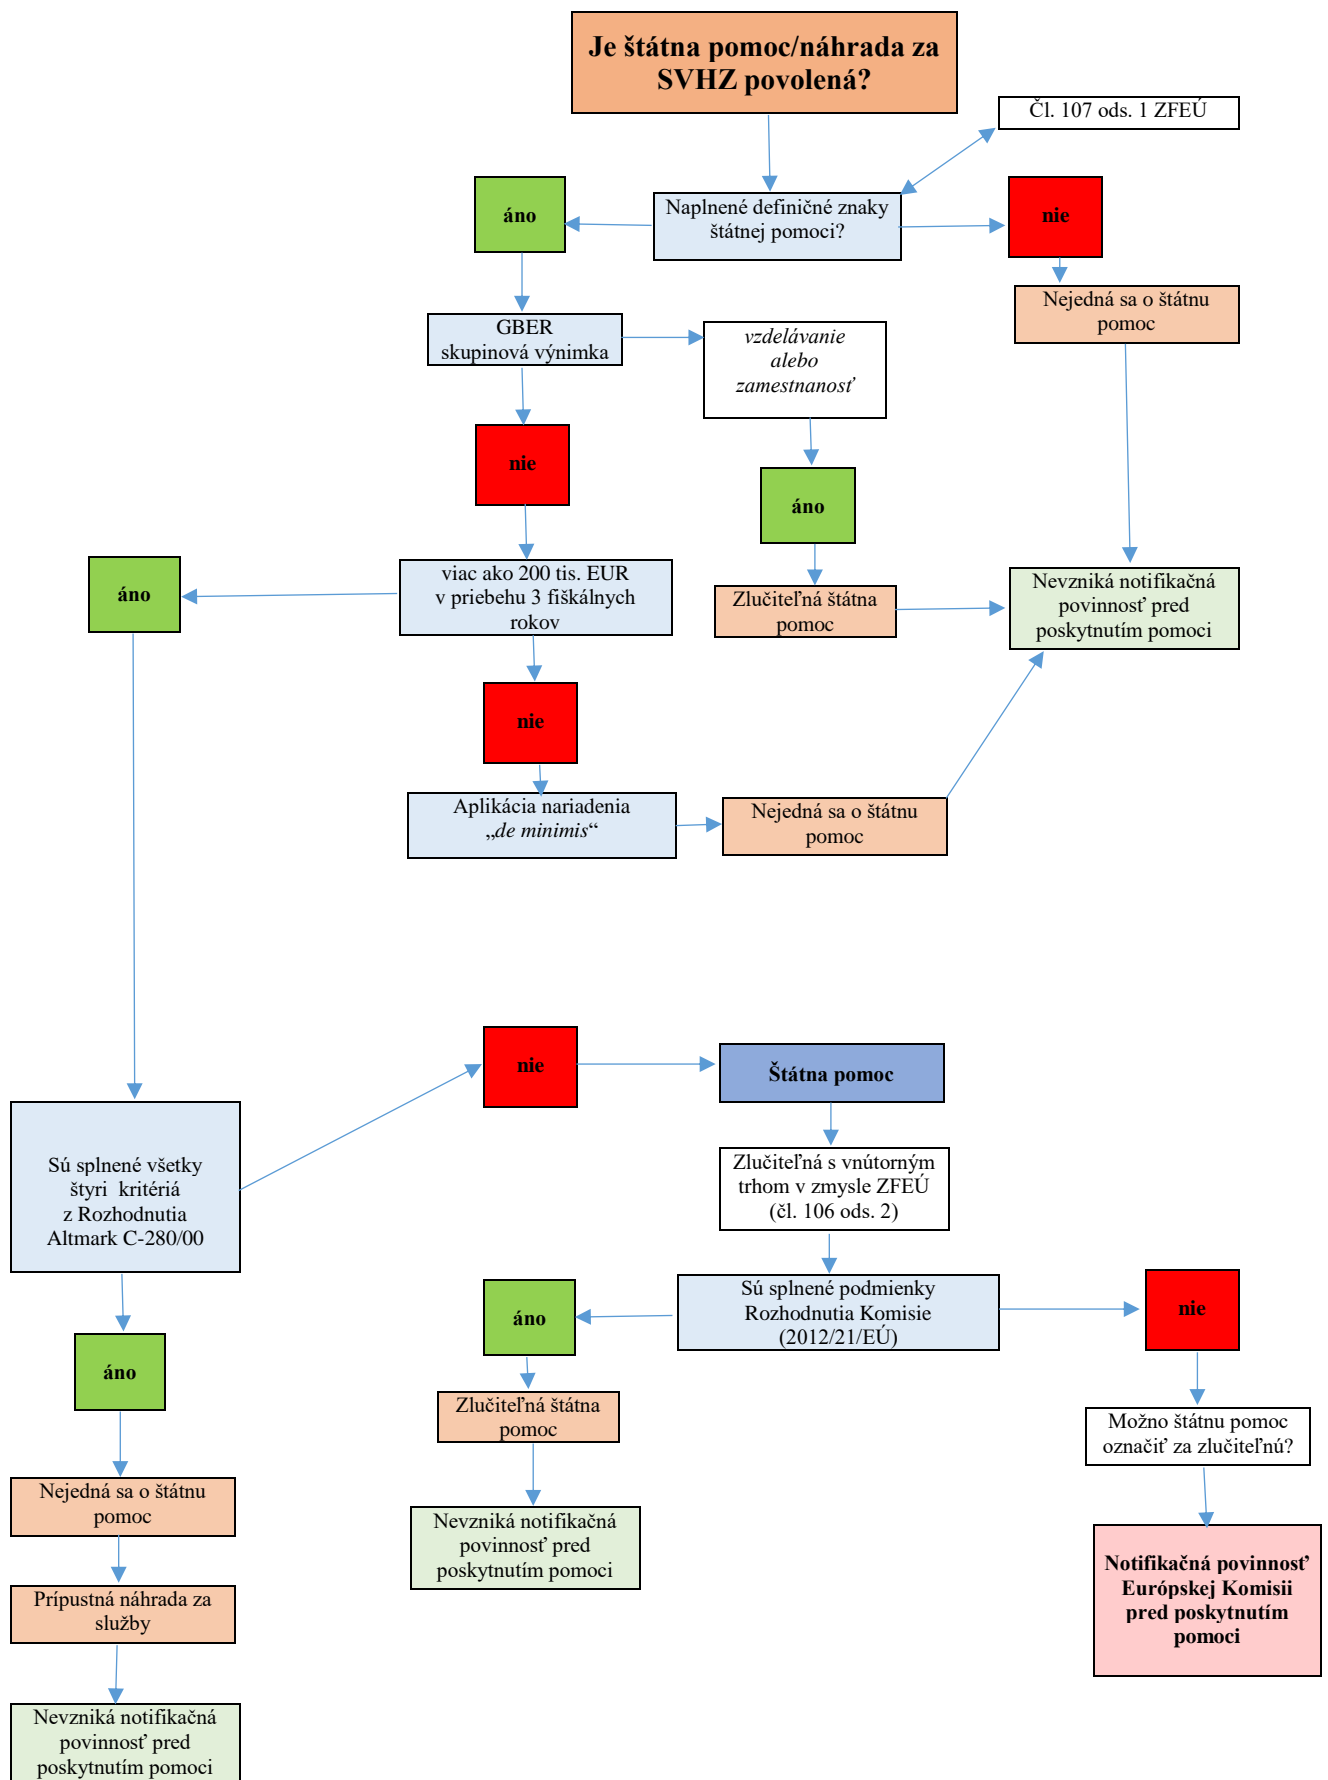 Je štátna pomoc/náhrada za
SVHZ povolená?
Čl. 107 ods. 1 ZFEÚ
áno
Naplnené definičné znaky
štátnej pomoci?
nie
Nejedná sa o štátnu
pomoc
GBER
skupinová výnimka
vzdelávanie
alebo
zamestnanosť
nie
áno
áno
viac ako 200 tis. EUR
v priebehu 3 fiškálnych
rokov
Zlučiteľná štátna
pomoc
Nevzniká notifikačná
povinnosť pred
poskytnutím pomoci
nie
Aplikácia nariadenia
„de minimis“
Nejedná sa o štátnu
pomoc
nie
Štátna pomoc
Sú splnené všetky
štyri kritériá
z Rozhodnutia
Altmark C-280/00
Zlučiteľná s vnútorným
trhom v zmysle ZFEÚ
(čl. 106 ods. 2)
áno
Sú splnené podmienky
Rozhodnutia Komisie
(2012/21/EÚ)
nie
áno
Zlučiteľná štátna
pomoc
Možno štátnu pomoc
označiť za zlučiteľnú?
Nejedná sa o štátnu
pomoc
Nevzniká notifikačná
povinnosť pred
poskytnutím pomoci
Notifikačná povinnosť
Európskej Komisii
pred poskytnutím
pomoci
Prípustná náhrada za
služby
Nevzniká notifikačná
povinnosť pred
poskytnutím pomoci